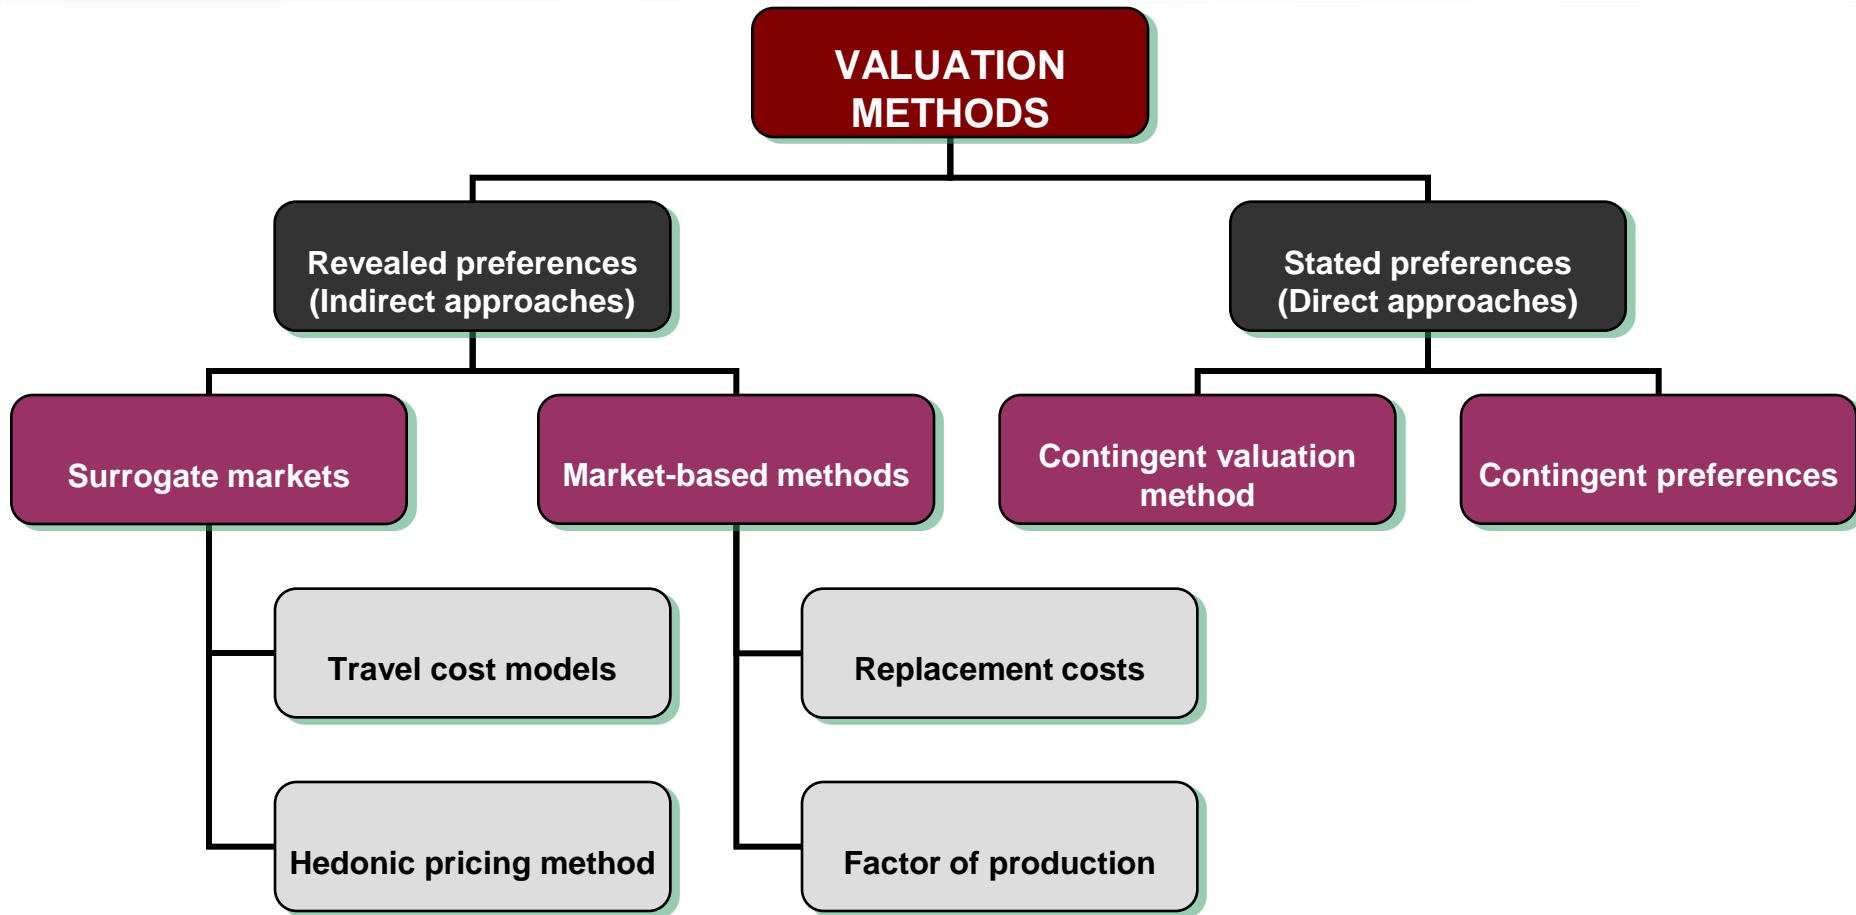 VALUATION
METHODS
Revealed preferences
(Indirect approaches)
Stated preferences
(Direct approaches)
Surrogate markets
Market-based methods
Contingent valuation
method
Contingent preferences
Travel cost models
Replacement costs
Hedonic pricing method
Factor of production